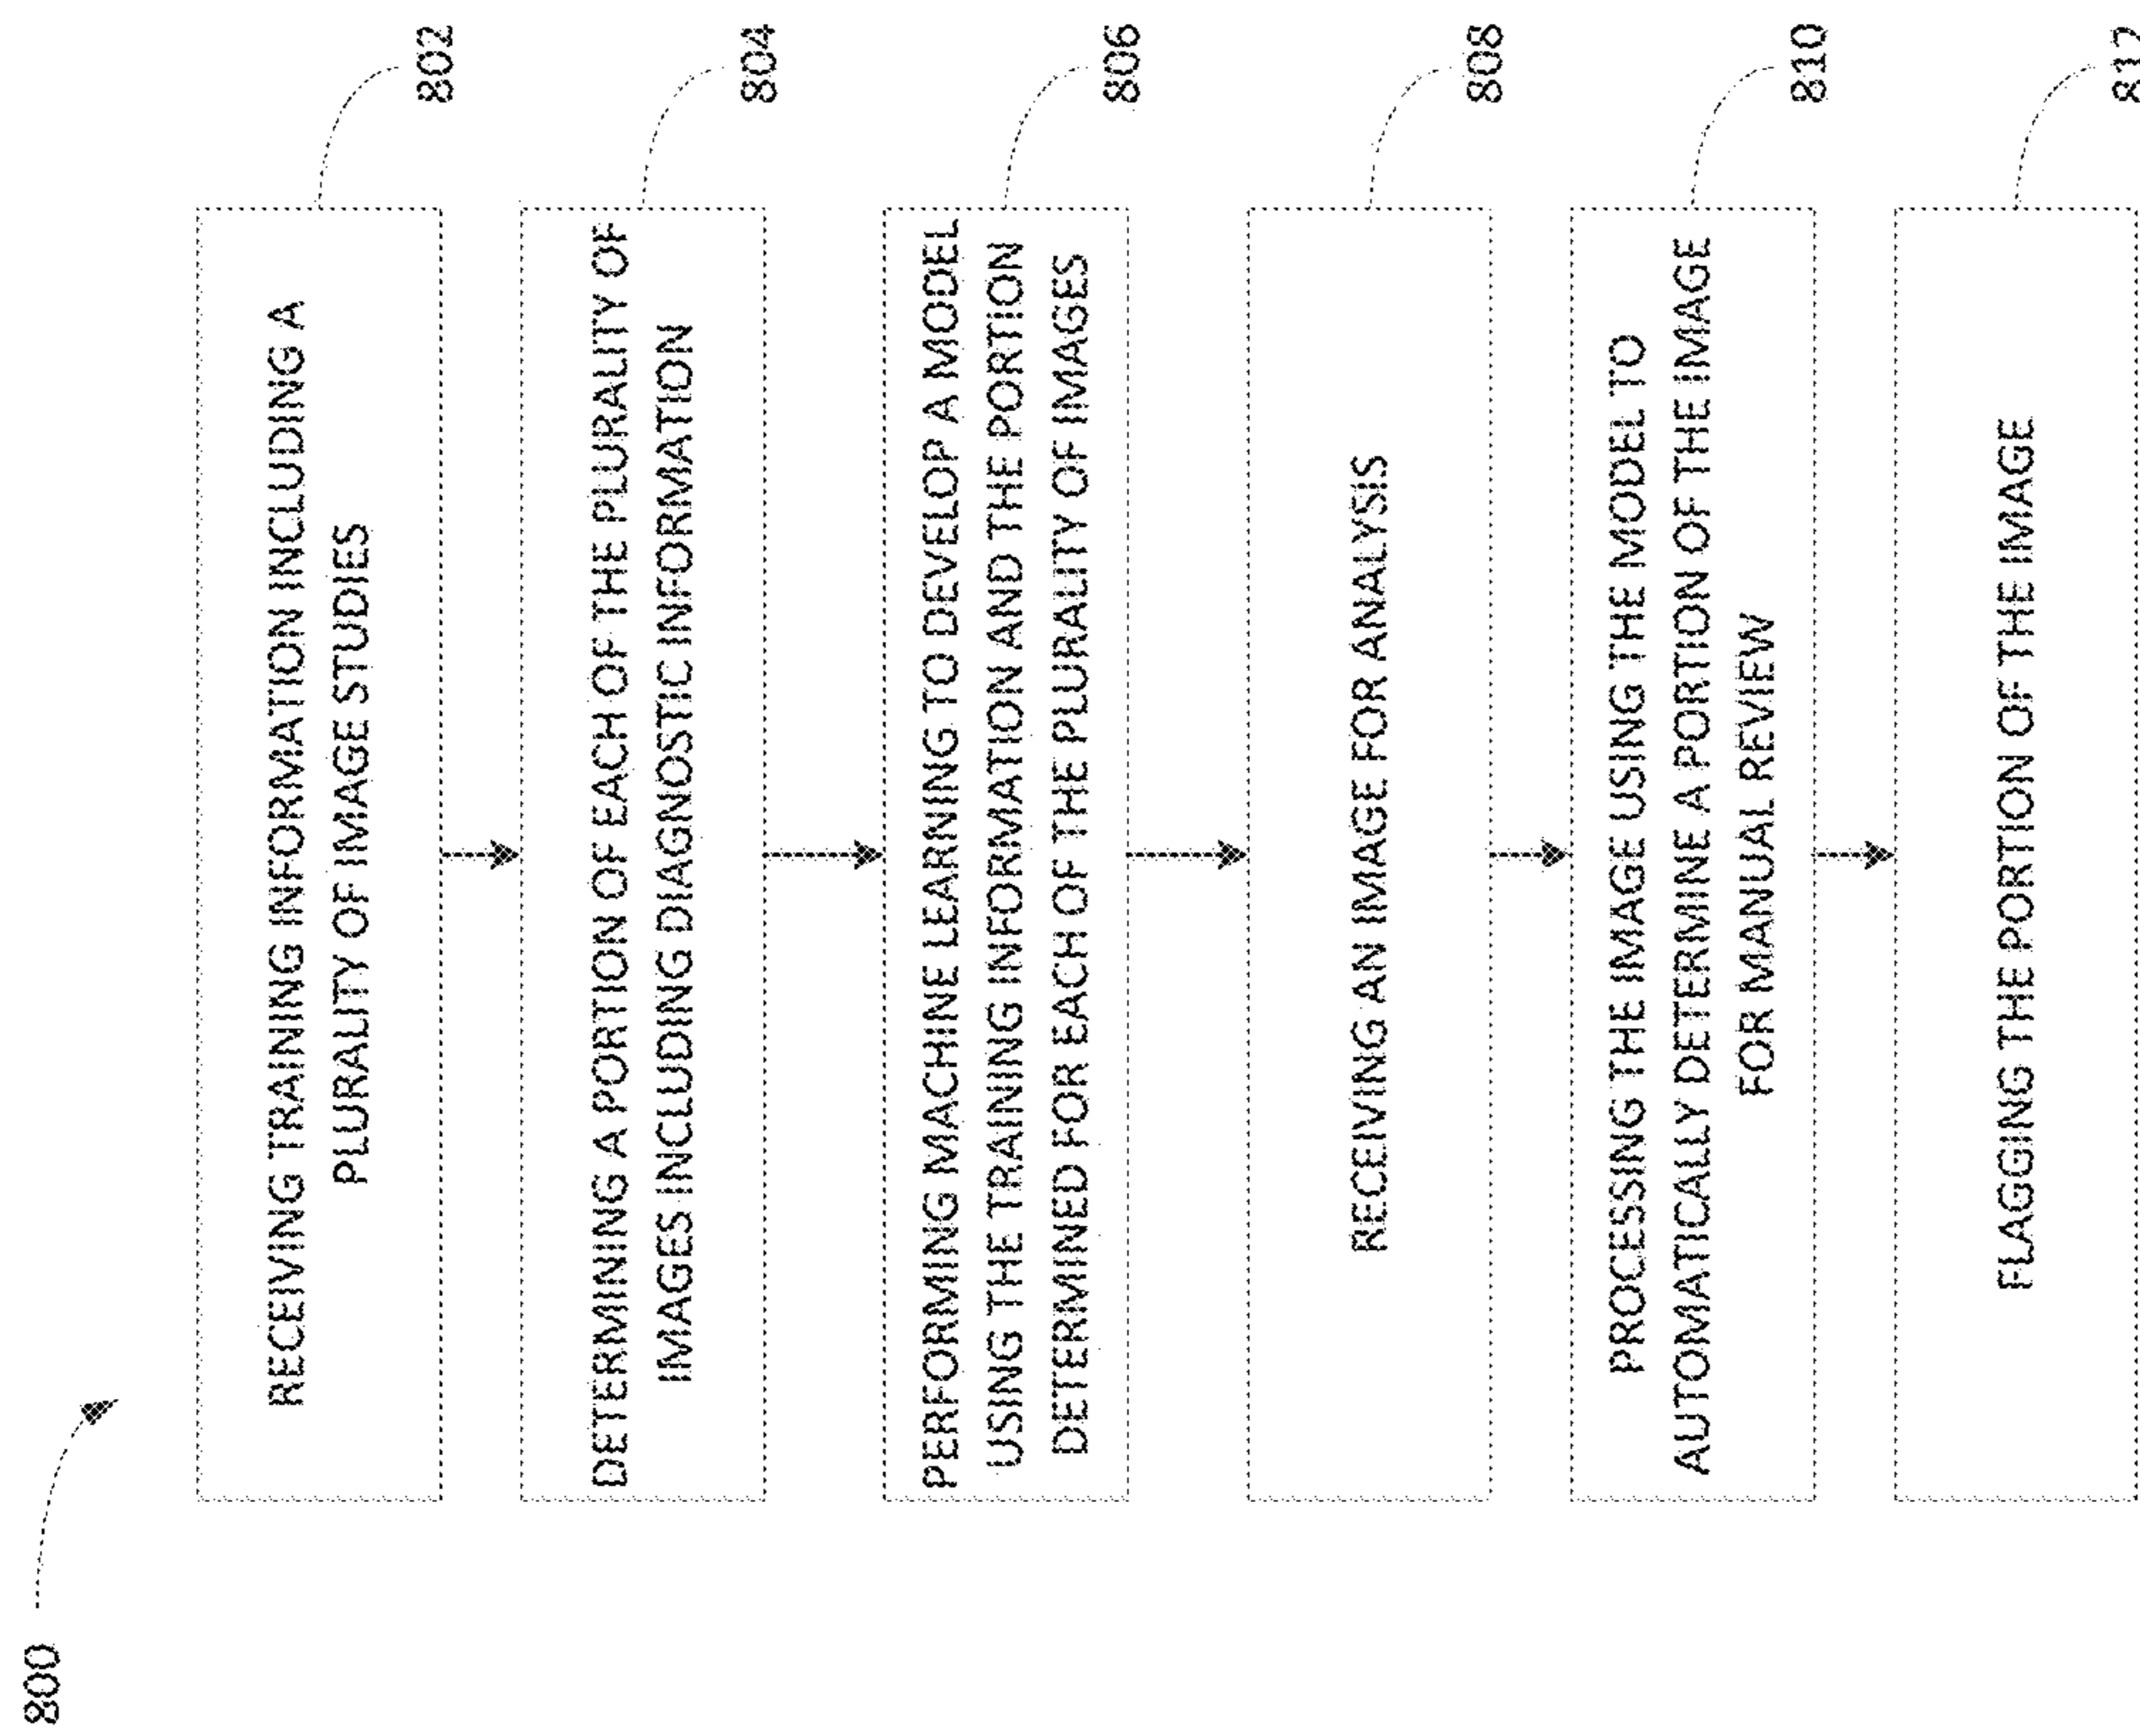 800
RECEIVING TRAINING INFORMATION INCLUDING A
PLURALITY OF IMAGE STUDIES
802
DETERMINING A PORTION OF EACH OF THE PLURALITY OF
IMAGES INCLUDING DIAGNOSTIC INFORMATION
804
PERFORMING MACHINE LEARNING TO DEVELOP A MODEL
USING THE TRAINING INFORMATION AND THE PORTION
DETERMINED FOR EACH OF THE PLURALITY OF IMAGES
806
RECEIVING AN IMAGE FOR ANALYSIS
808
PROCESSING THE IMAGE USING THE MODEL TO
AUTOMATICALLY DETERMINE A PORTION OF THE IMAGE
FOR MANUAL REVIEW
810
FLAGGING THE PORTION OF THE IMAGE
812